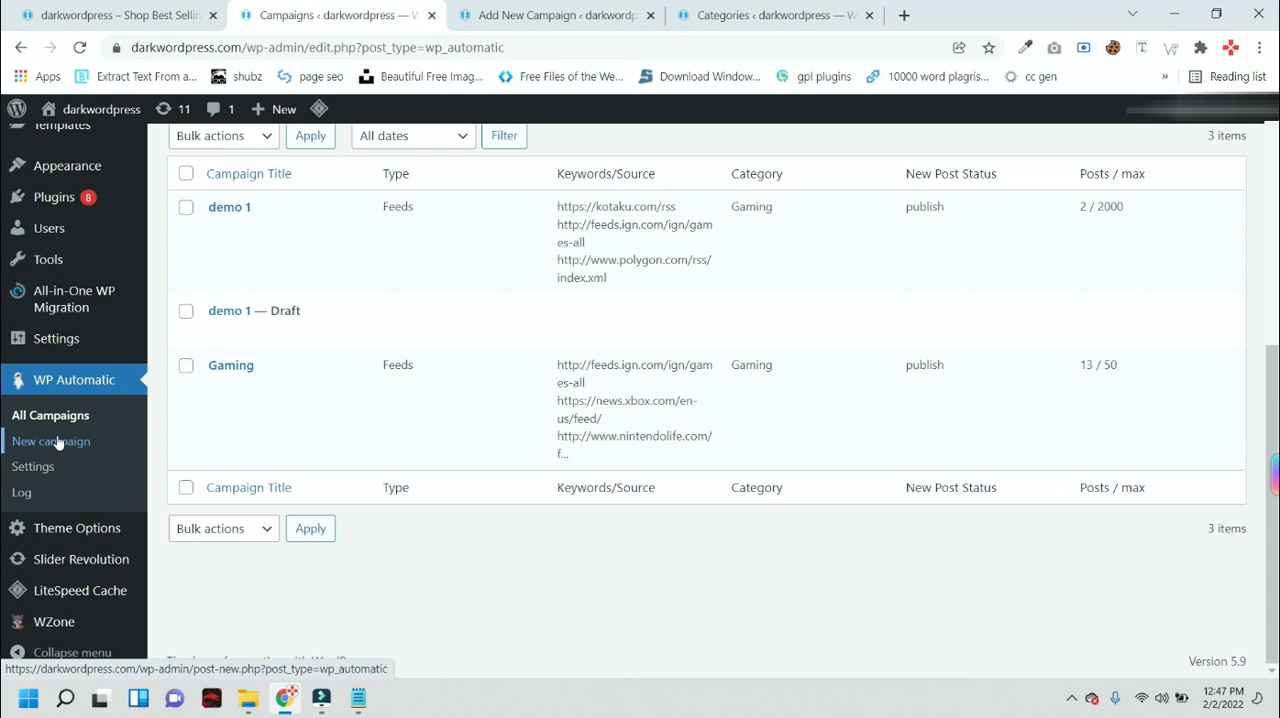 darkwordpress – Shop Best Sellin
Campaigns ‹ darkwordpress — W
Add New Campaign ‹ darkwordp
Categories ‹ darkwordpress — W
darkwordpress.com/wp-admin/edit.php?post_type=wp_automatic
Apps
Extract Text From a...
shubz
page seo
Beautiful Free Imag...
Free Files of the We...
Download Window...
gpl plugins
10000 word plagris...
cc gen
»
Reading list
darkwordpress
11
1
New
Templates
Appearance
Plugins 8
Users
Tools
All-in-One WP
Migration
Settings
WP Automatic
All Campaigns
New campaign
Settings
Log
Theme Options
Slider Revolution
LiteSpeed Cache
WZone
Collapse menu
Bulk actions
Apply
All dates
Filter
3 items
Campaign Title
Type
Keywords/Source
Category
New Post Status
Posts / max
demo 1
Feeds
https://kotaku.com/rss
http://feeds.ign.com/ign/gam
es-all
http://www.polygon.com/rss/
index.xml
Gaming
publish
2 / 2000
demo 1 — Draft
Gaming
Feeds
http://feeds.ign.com/ign/gam
es-all
https://news.xbox.com/en-
us/feed/
http://www.nintendolife.com/
f...
Gaming
publish
13 / 50
Campaign Title
Type
Keywords/Source
Category
New Post Status
Posts / max
Bulk actions
Apply
3 items
Version 5.9
https://darkwordpress.com/wp-admin/post-new.php?post_type=wp_automatic
12:47 PM
2/2/2022